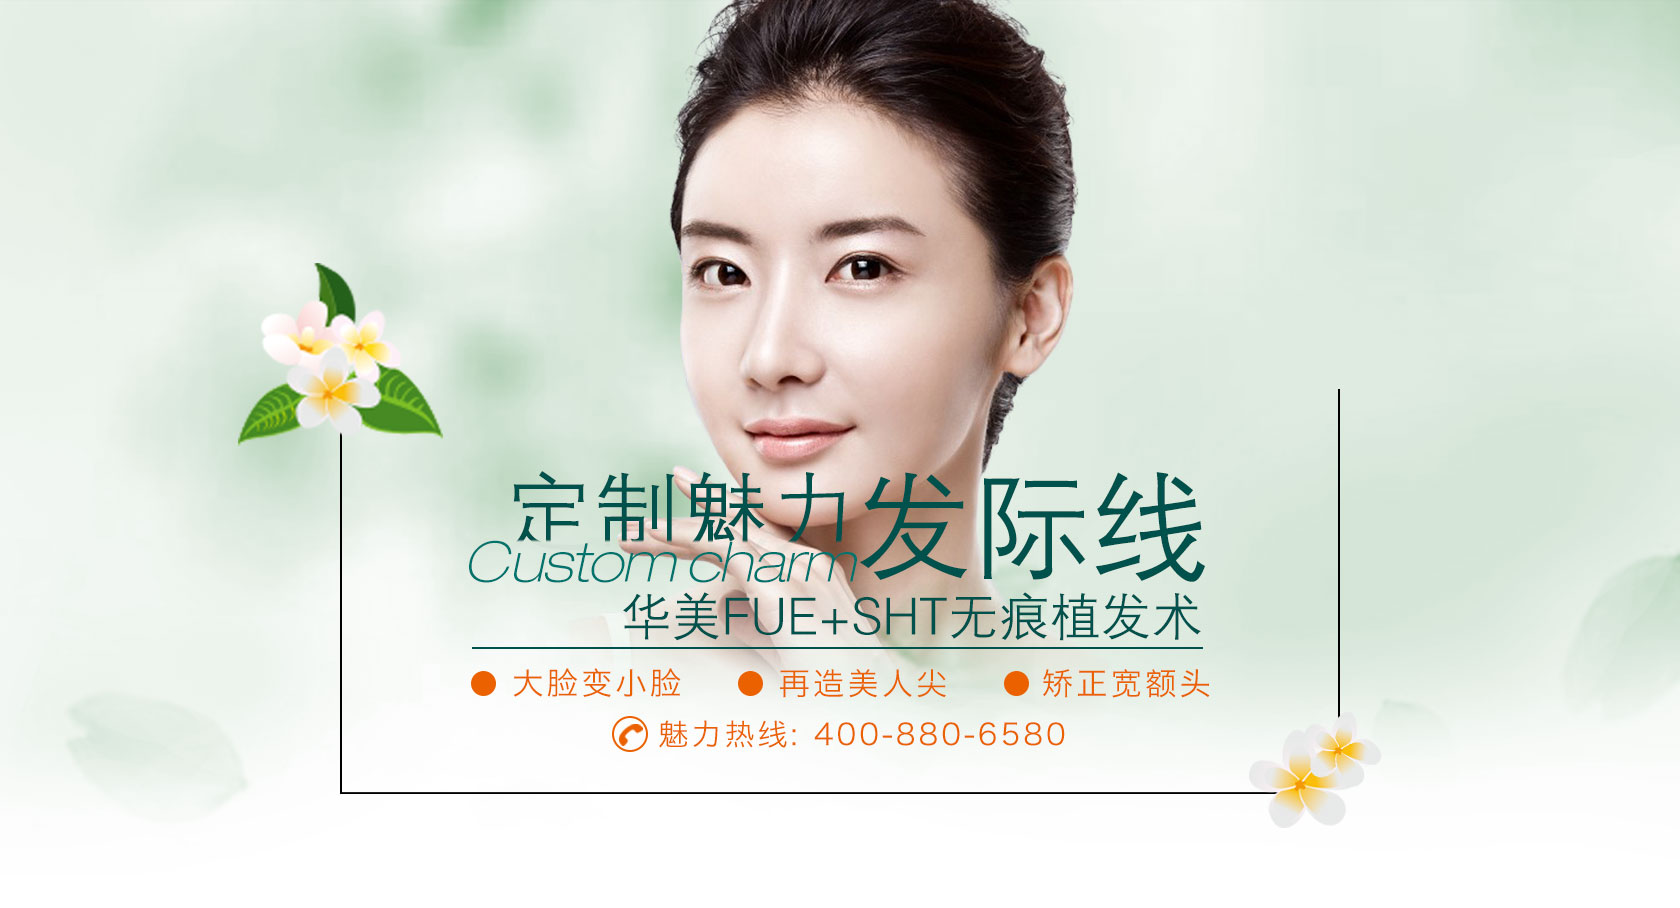 定制魅力发际线
Custom charm
华美FUE+SHT无痕植发术
大脸变小脸 再造美人尖 矫正宽额头
魅力热线: 400-880-6580